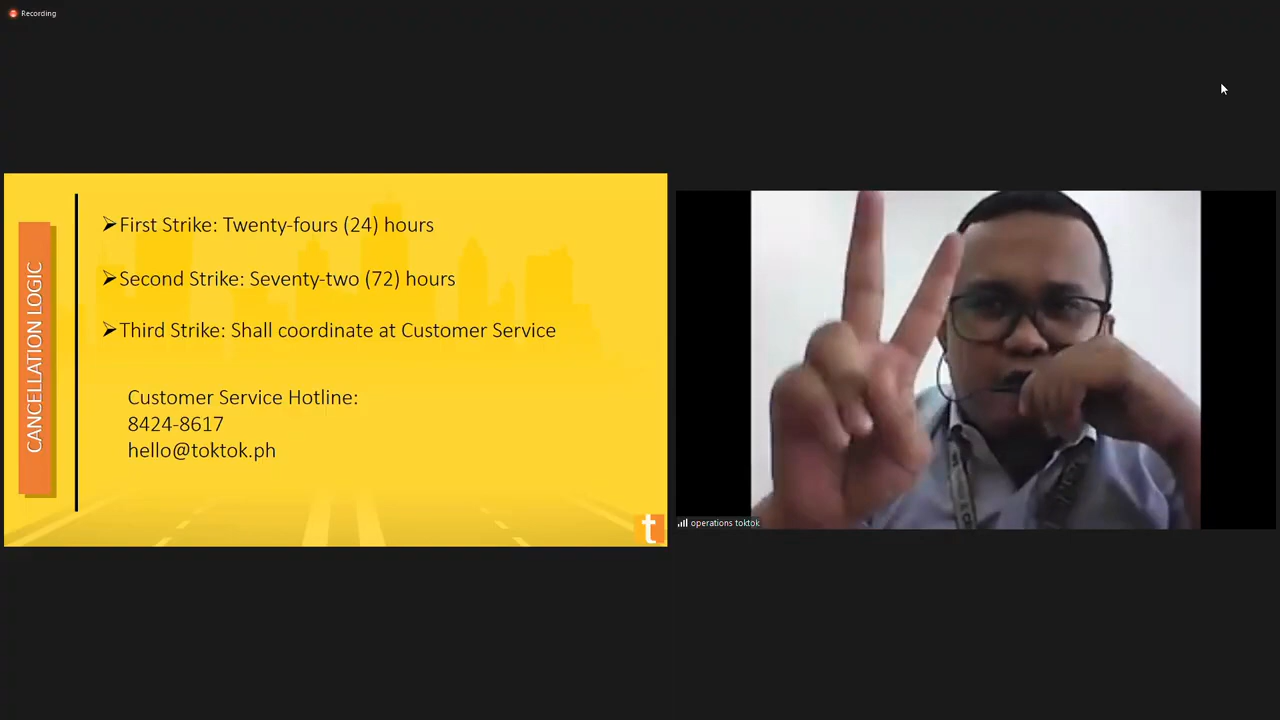 Recording
CANCELLATION LOGIC
➢First Strike: Twenty-fours (24) hours
➢Second Strike: Seventy-two (72) hours
➢Third Strike: Shall coordinate at Customer Service
Customer Service Hotline:
8424-8617
hello@toktok.ph
t
operations toktok